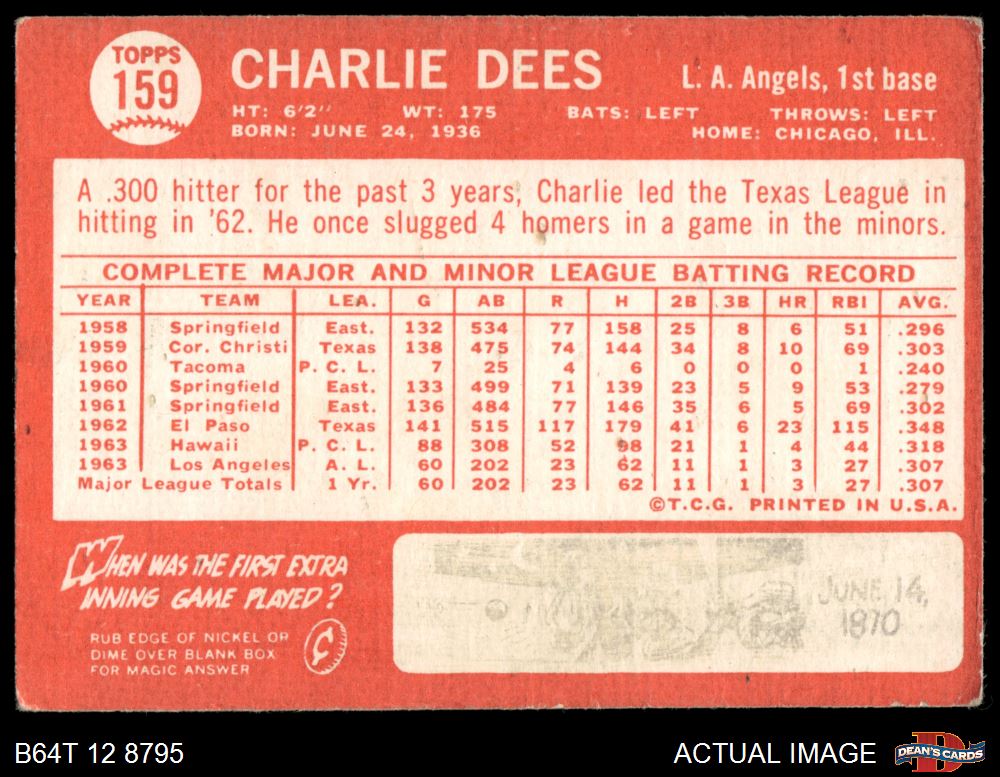 TOPPS
159
CHARLIE DEES
L. A. Angels, 1st base
HT: 6'2" WT: 175 BATS: LEFT THROWS: LEFT
BORN: JUNE 24, 1936 HOME: CHICAGO, ILL.
A .300 hitter for the past 3 years, Charlie led the Texas League in
hitting in '62. He once slugged 4 homers in a game in the minors.
COMPLETE MAJOR AND MINOR LEAGUE BATTING RECORD
YEAR TEAM LEA. G AB R H 2B 3B HR RBI AVG.
1958 Springfield East. 132 534 77 158 25 8 6 51 .296
1959 Cor. Christi Texas 138 475 74 144 34 8 10 69 .303
1960 Tacoma P. C. L. 7 25 4 6 0 0 0 1 .240
1960 Springfield East. 133 499 71 139 23 5 9 53 .279
1961 Springfield East. 136 484 77 146 35 6 5 69 .302
1962 El Paso Texas 141 515 117 179 41 6 23 115 .348
1963 Hawaii P. C. L. 88 308 52 98 21 1 4 44 .318
1963 Los Angeles A. L. 60 202 23 62 11 1 3 27 .307
Major League Totals 1 Yr. 60 202 23 62 11 1 3 27 .307
©T.C.G. PRINTED IN U.S.A.
WHEN WAS THE FIRST EXTRA
INNING GAME PLAYED?
RUB EDGE OF NICKEL OR
DIME OVER BLANK BOX
FOR MAGIC ANSWER
JUNE 14,
1870
B64T 12 8795
ACTUAL IMAGE
DEAN'S CARDS